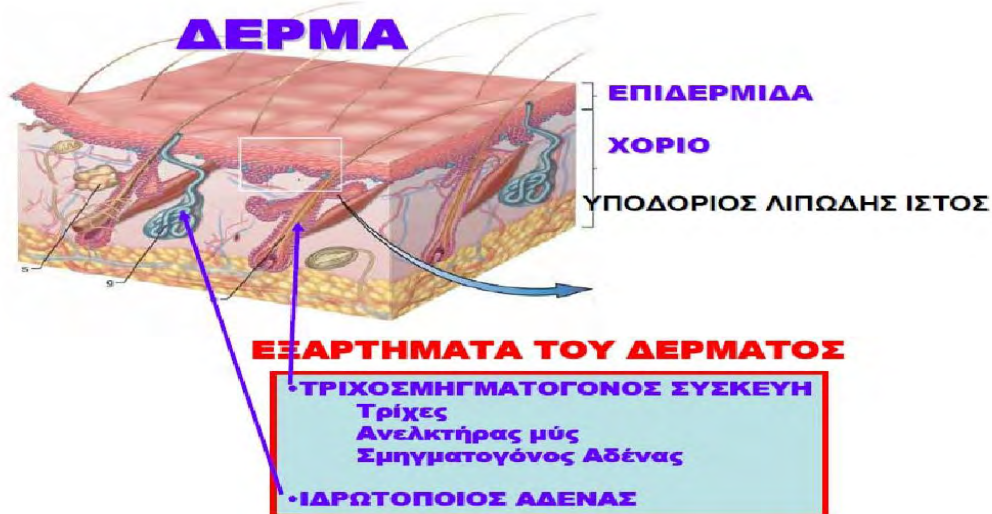 ΔΕΡΜΑ
ΕΠΙΔΕΡΜΙΔΑ
ΧΟΡΙΟ
ΥΠΟΔΟΡΙΟΣ ΛΙΠΩΔΗΣ ΙΣΤΟΣ
ΕΞΑΡΤΗΜΑΤΑ ΤΟΥ ΔΕΡΜΑΤΟΣ
•ΤΡΙΧΟΣΜΗΓΜΑΤΟΓΟΝΟΣ ΣΥΣΚΕΥΗ
Τρίχες
Ανελκτήρας μύς
Σμηγματογόνος Αδένας
•ΙΔΡΩΤΟΠΟΙΟΣ ΑΔΕΝΑΣ